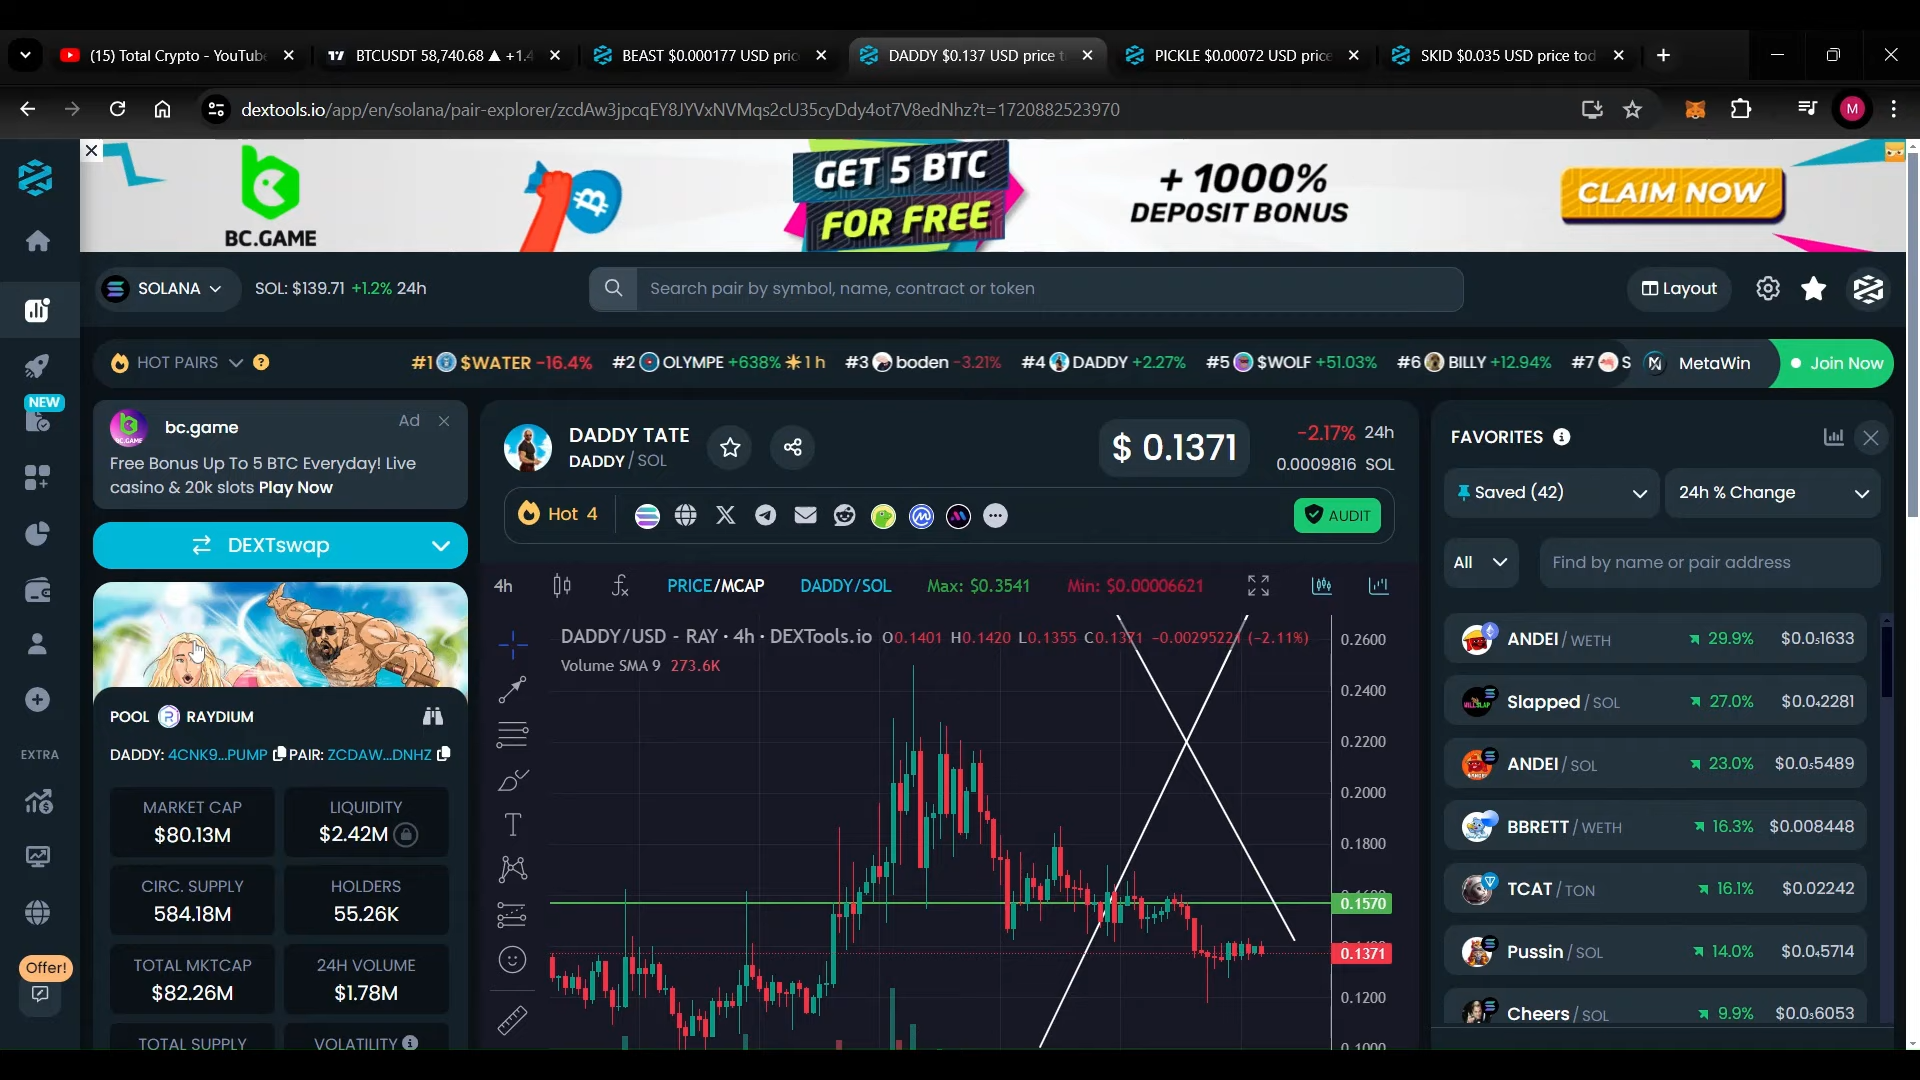 (15) Total Crypto - YouTube
BTCUSDT 58,740.68 ▲ +1.4
BEAST $0.000177 USD pric
DADDY $0.137 USD price t
PICKLE $0.00072 USD price
SKID $0.035 USD price tod
dextools.io/app/en/solana/pair-explorer/zcdAw3jpcqEY8JYVxNVMqs2cU35cyDdy4ot7V8edNhz?t=1720882523970
M
BC.GAME
GET 5 BTC
FOR FREE
+ 1000%
DEPOSIT BONUS
CLAIM NOW
SOLANA
SOL: $139.71 +1.2% 24h
Search pair by symbol, name, contract or token
Layout
HOT PAIRS
#1 $WATER -16.4% #2 OLYMPE +638% 1 h #3 boden -3.21% #4 DADDY +2.27% #5 $WOLF +51.03% #6 BILLY +12.94% #7 S
MetaWin
Join Now
NEW
EXTRA
Offer!
bc.game
Ad
Free Bonus Up To 5 BTC Everyday! Live
casino & 20k slots Play Now
DEXTswap
POOL RAYDIUM
DADDY: 4CNK9...PUMP PAIR: ZCDAW...DNHZ
MARKET CAP
$80.13M
LIQUIDITY
$2.42M
CIRC. SUPPLY
584.18M
HOLDERS
55.26K
TOTAL MKTCAP
$82.26M
24H VOLUME
$1.78M
TOTAL SUPPLY
VOLATILITY
DADDY TATE
DADDY / SOL
$ 0.1371
-2.17% 24h
0.0009816 SOL
Hot 4
AUDIT
4h
PRICE/MCAP
DADDY/SOL
Max: $0.3541
Min: $0.00006621
DADDY/USD - RAY · 4h · DEXTools.io O0.1401 H0.1420 L0.1355 C0.1371 -0.00295221 (-2.11%)
Volume SMA 9 273.6K
0.2600
0.2400
0.2200
0.2000
0.1800
0.1570
0.1371
0.1200
0.1000
FAVORITES
Saved (42)
24h % Change
All
Find by name or pair address
ANDEI / WETH 29.9% $0.0₅1633
Slapped / SOL 27.0% $0.0₄2281
ANDEI / SOL 23.0% $0.0₅5489
BBRETT / WETH 16.3% $0.008448
TCAT / TON 16.1% $0.02242
Pussin / SOL 14.0% $0.0₄5714
Cheers / SOL 9.9% $0.0₃6053